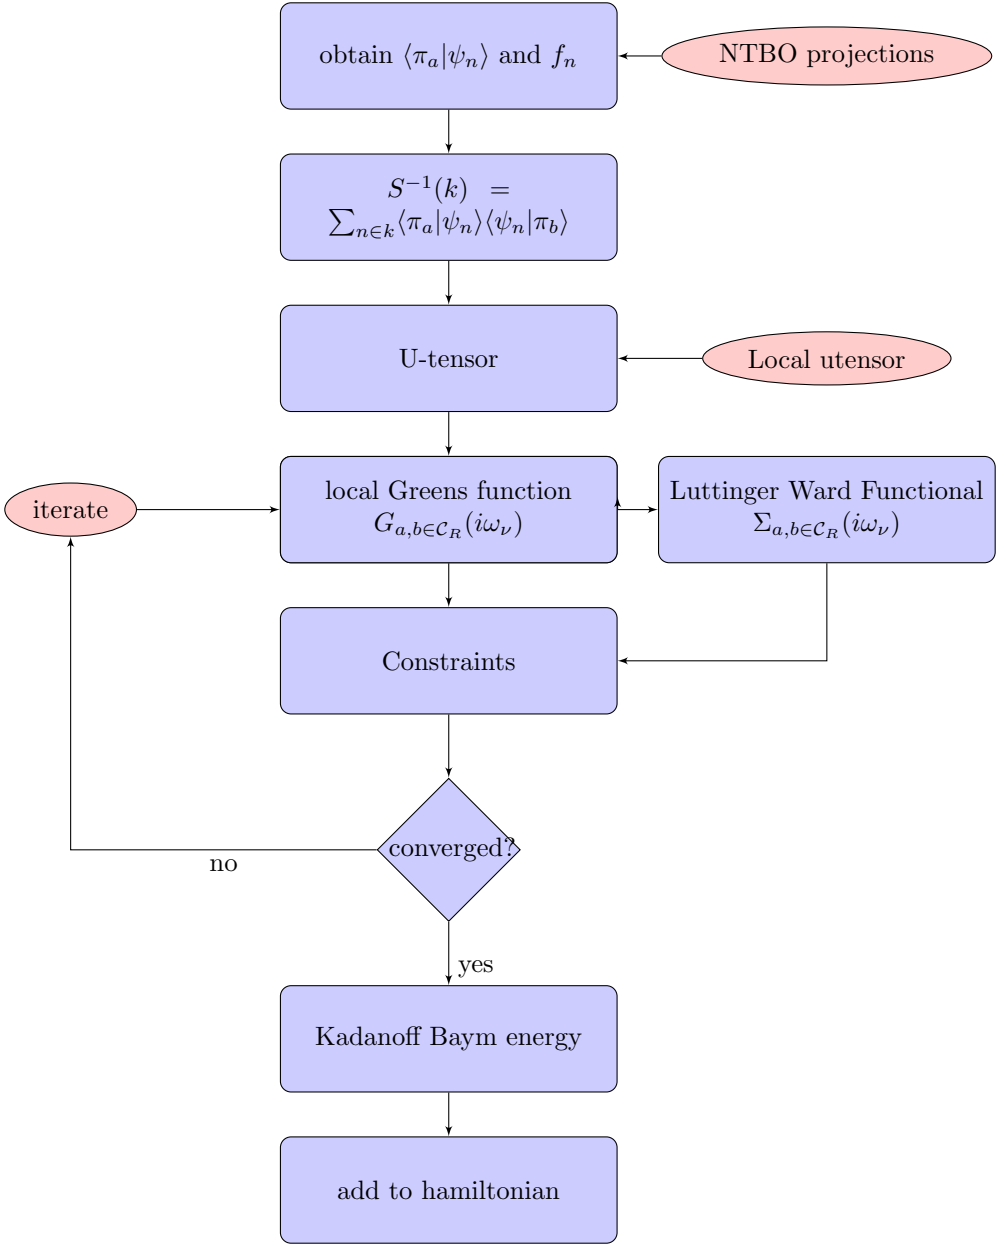 obtain ⟨π_a|ψ_n⟩ and f_n
NTBO projections
S^{−1}(k) =
∑_{n∈k}⟨π_a|ψ_n⟩⟨ψ_n|π_b⟩
U-tensor
Local utensor
iterate
local Greens function
G_{a,b∈𝒞_R}(iω_ν)
Luttinger Ward Functional
Σ_{a,b∈𝒞_R}(iω_ν)
Constraints
converged?
no
yes
Kadanoff Baym energy
add to hamiltonian